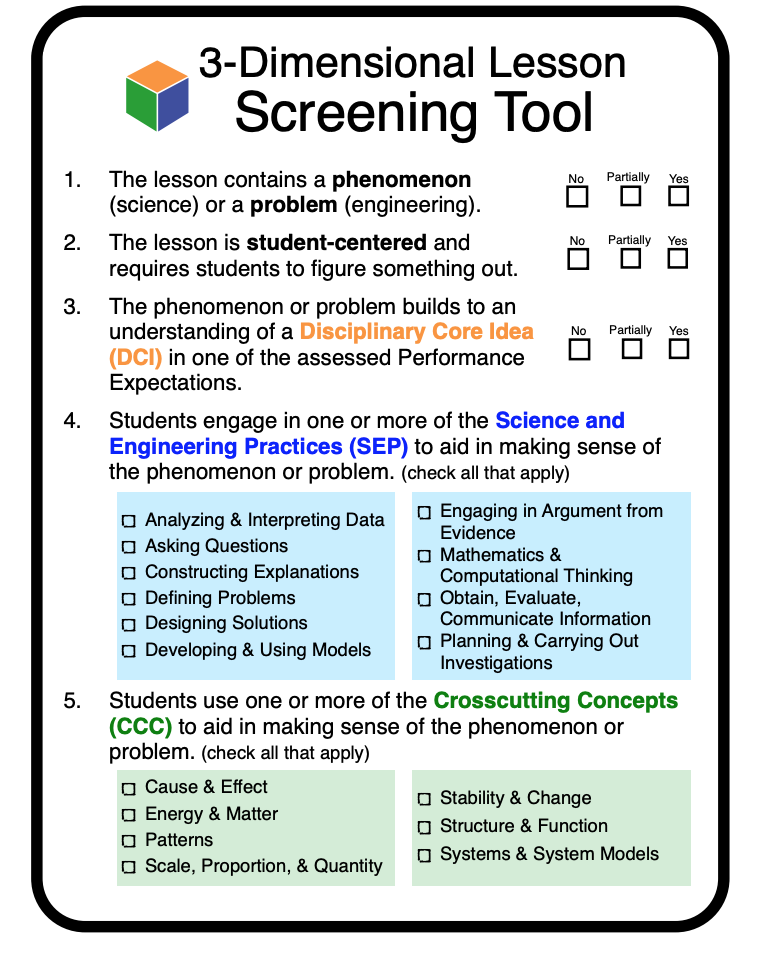 3-Dimensional Lesson
Screening Tool
1. The lesson contains a phenomenon
(science) or a problem (engineering).
No Partially Yes
2. The lesson is student-centered and
requires students to figure something out.
No Partially Yes
3. The phenomenon or problem builds to an
understanding of a Disciplinary Core Idea
(DCI) in one of the assessed Performance
Expectations.
No Partially Yes
4. Students engage in one or more of the Science and
Engineering Practices (SEP) to aid in making sense of
the phenomenon or problem. (check all that apply)
Analyzing & Interpreting Data
Asking Questions
Constructing Explanations
Defining Problems
Designing Solutions
Developing & Using Models
Engaging in Argument from
Evidence
Mathematics &
Computational Thinking
Obtain, Evaluate,
Communicate Information
Planning & Carrying Out
Investigations
5. Students use one or more of the Crosscutting Concepts
(CCC) to aid in making sense of the phenomenon or
problem. (check all that apply)
Cause & Effect
Energy & Matter
Patterns
Scale, Proportion, & Quantity
Stability & Change
Structure & Function
Systems & System Models